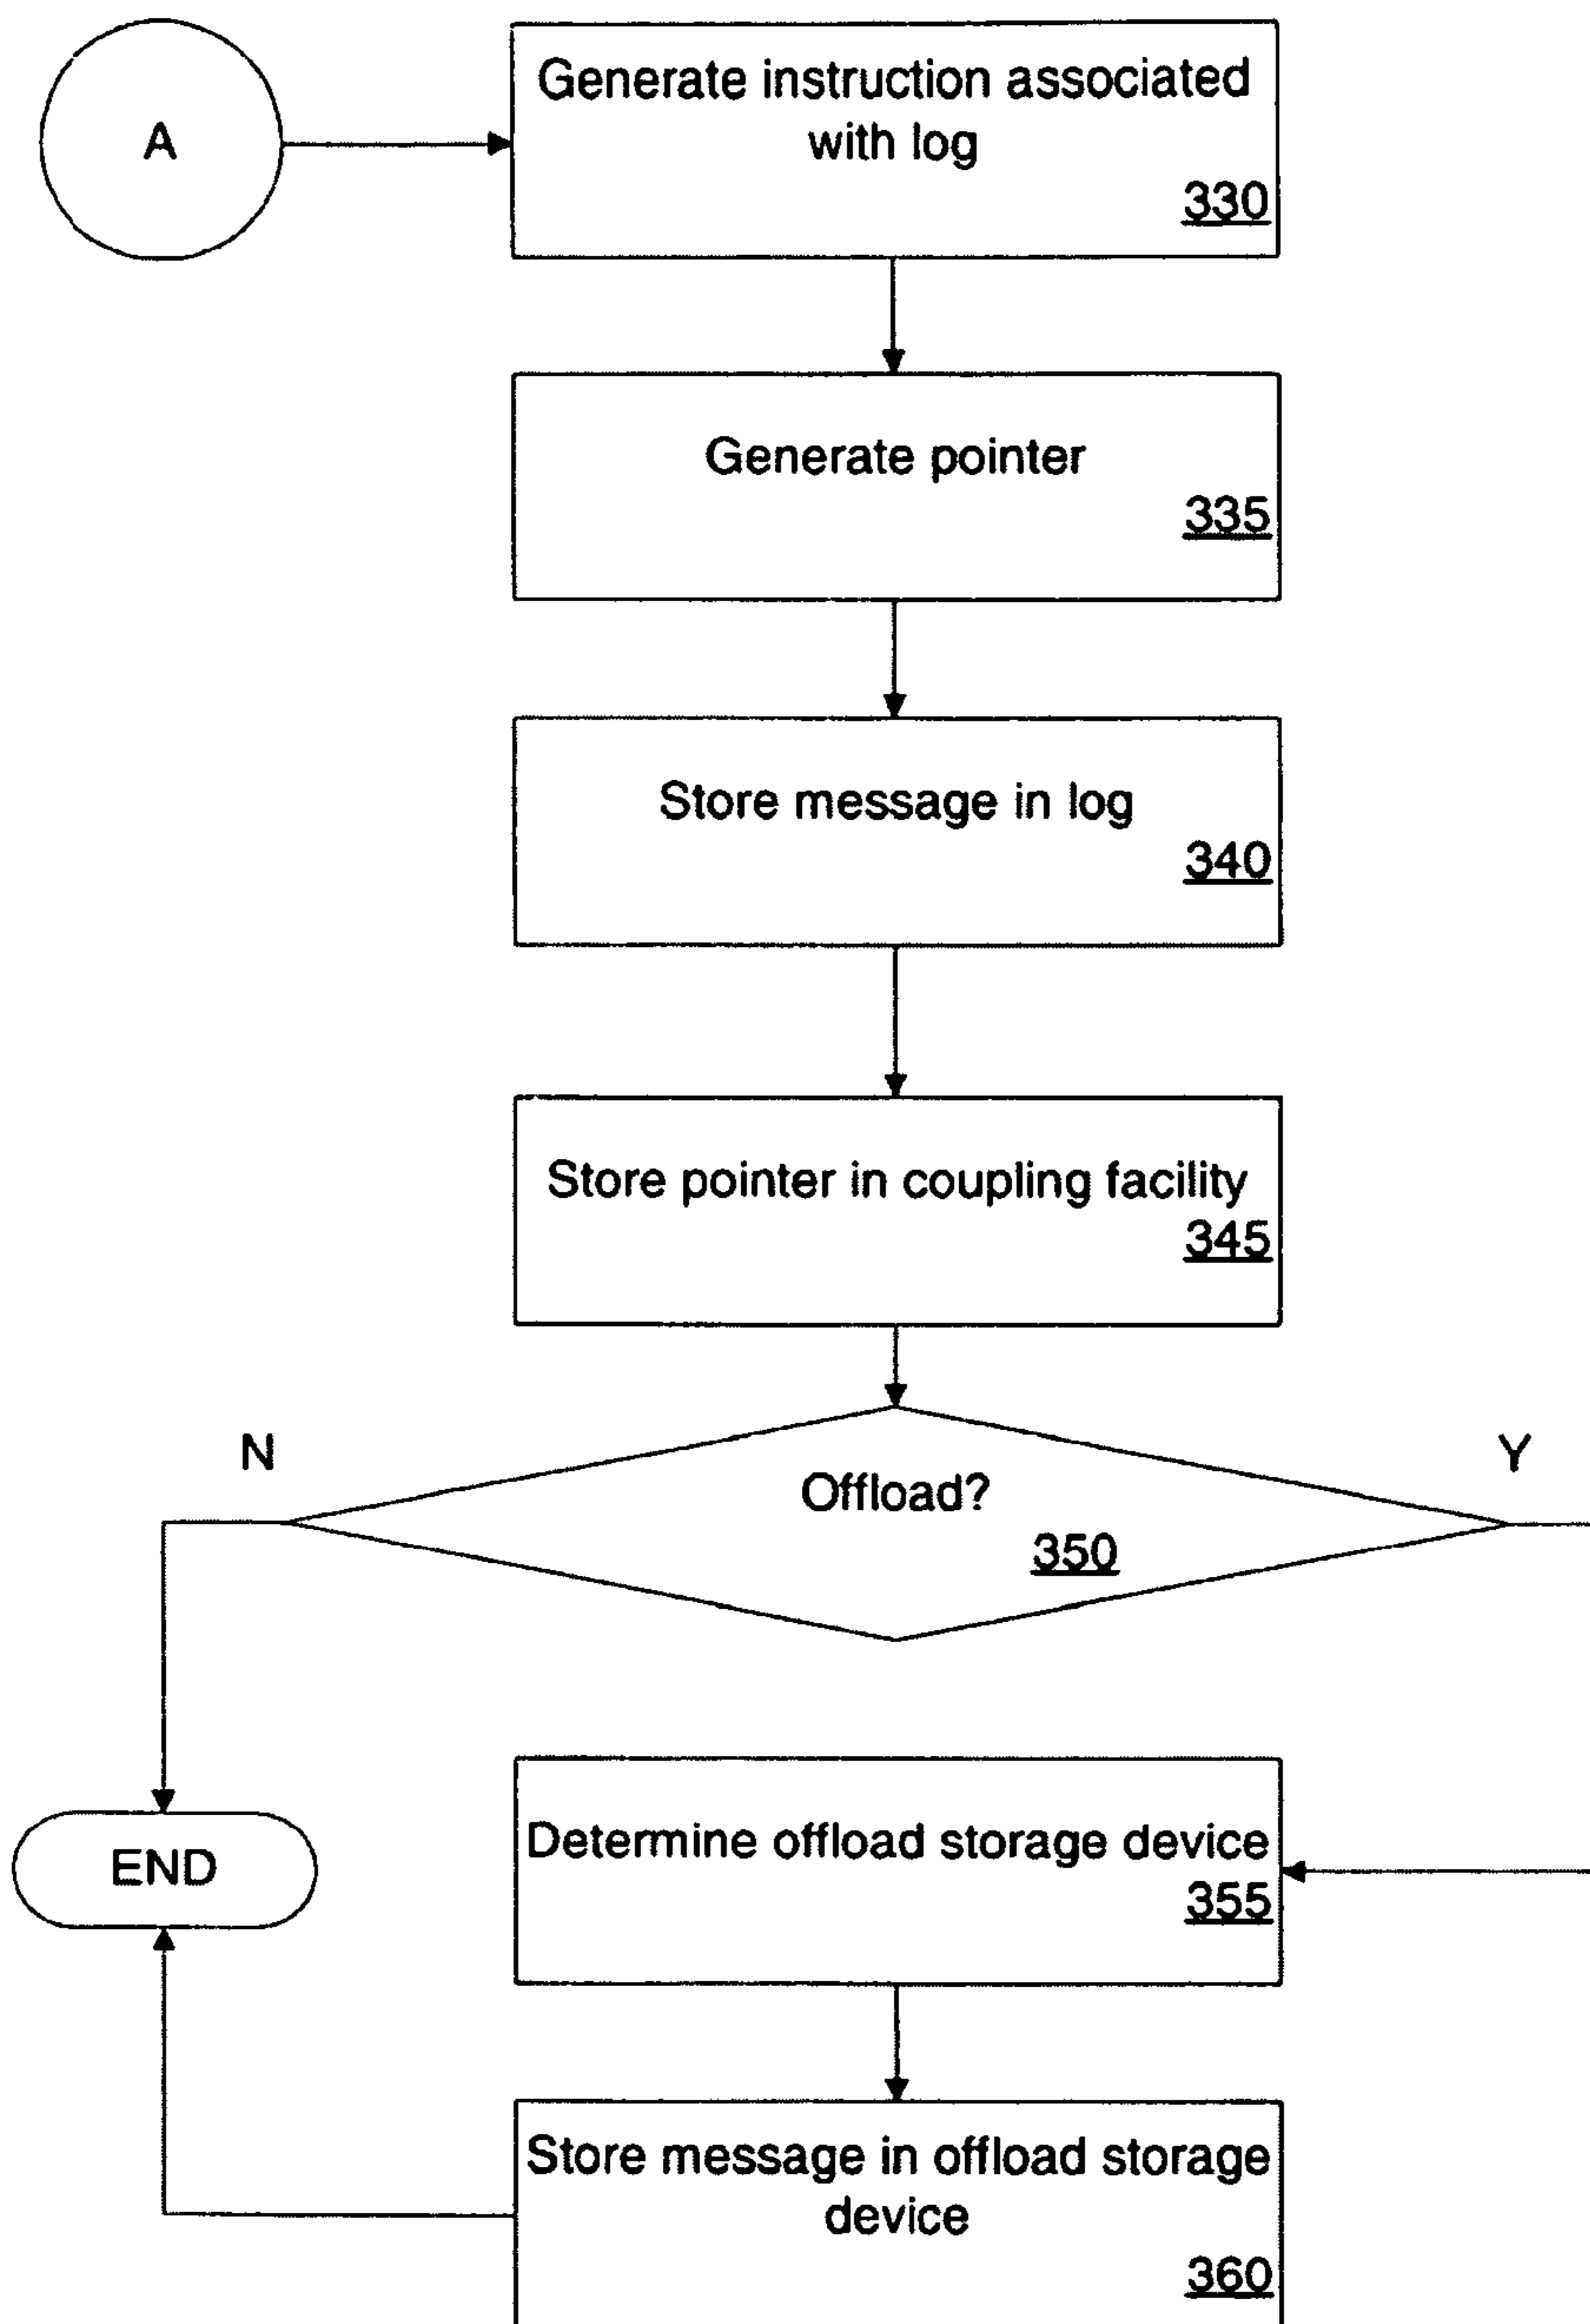 A
Generate instruction associated
with log
330
Generate pointer
335
Store message in log
340
Store pointer in coupling facility
345
N
Y
Offload?
350
Determine offload storage device
355
END
Store message in offload storage
device
360